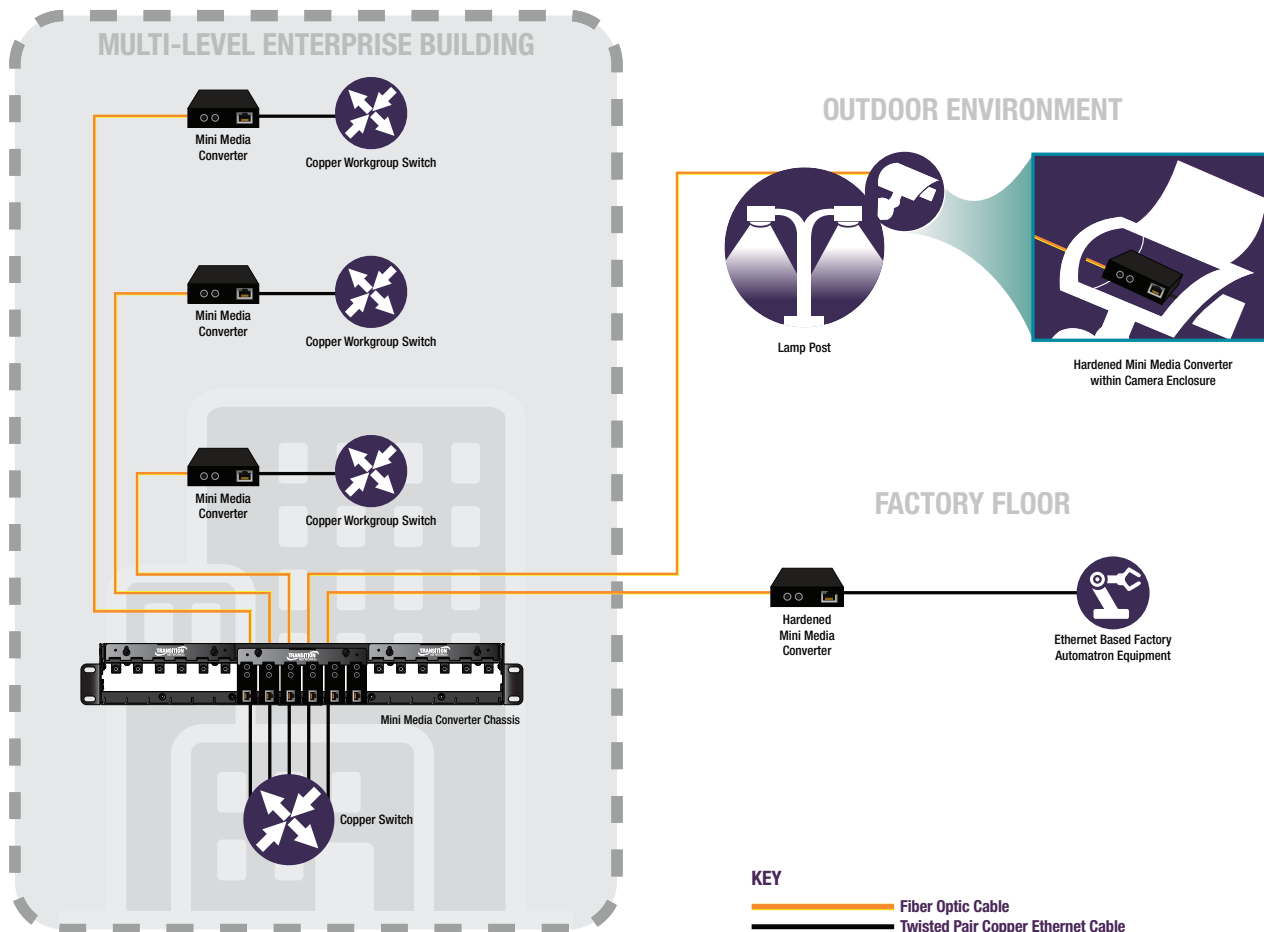 MULTI-LEVEL ENTERPRISE BUILDING
Mini Media
Converter
Copper Workgroup Switch
Mini Media
Converter
Copper Workgroup Switch
Mini Media
Converter
Copper Workgroup Switch
TRANSITION
TRANSITION
TRANSITION
Mini Media Converter Chassis
Copper Switch
OUTDOOR ENVIRONMENT
Lamp Post
Hardened Mini Media Converter
within Camera Enclosure
FACTORY FLOOR
Hardened
Mini Media
Converter
Ethernet Based Factory
Automatron Equipment
KEY
Fiber Optic Cable
Twisted Pair Copper Ethernet Cable